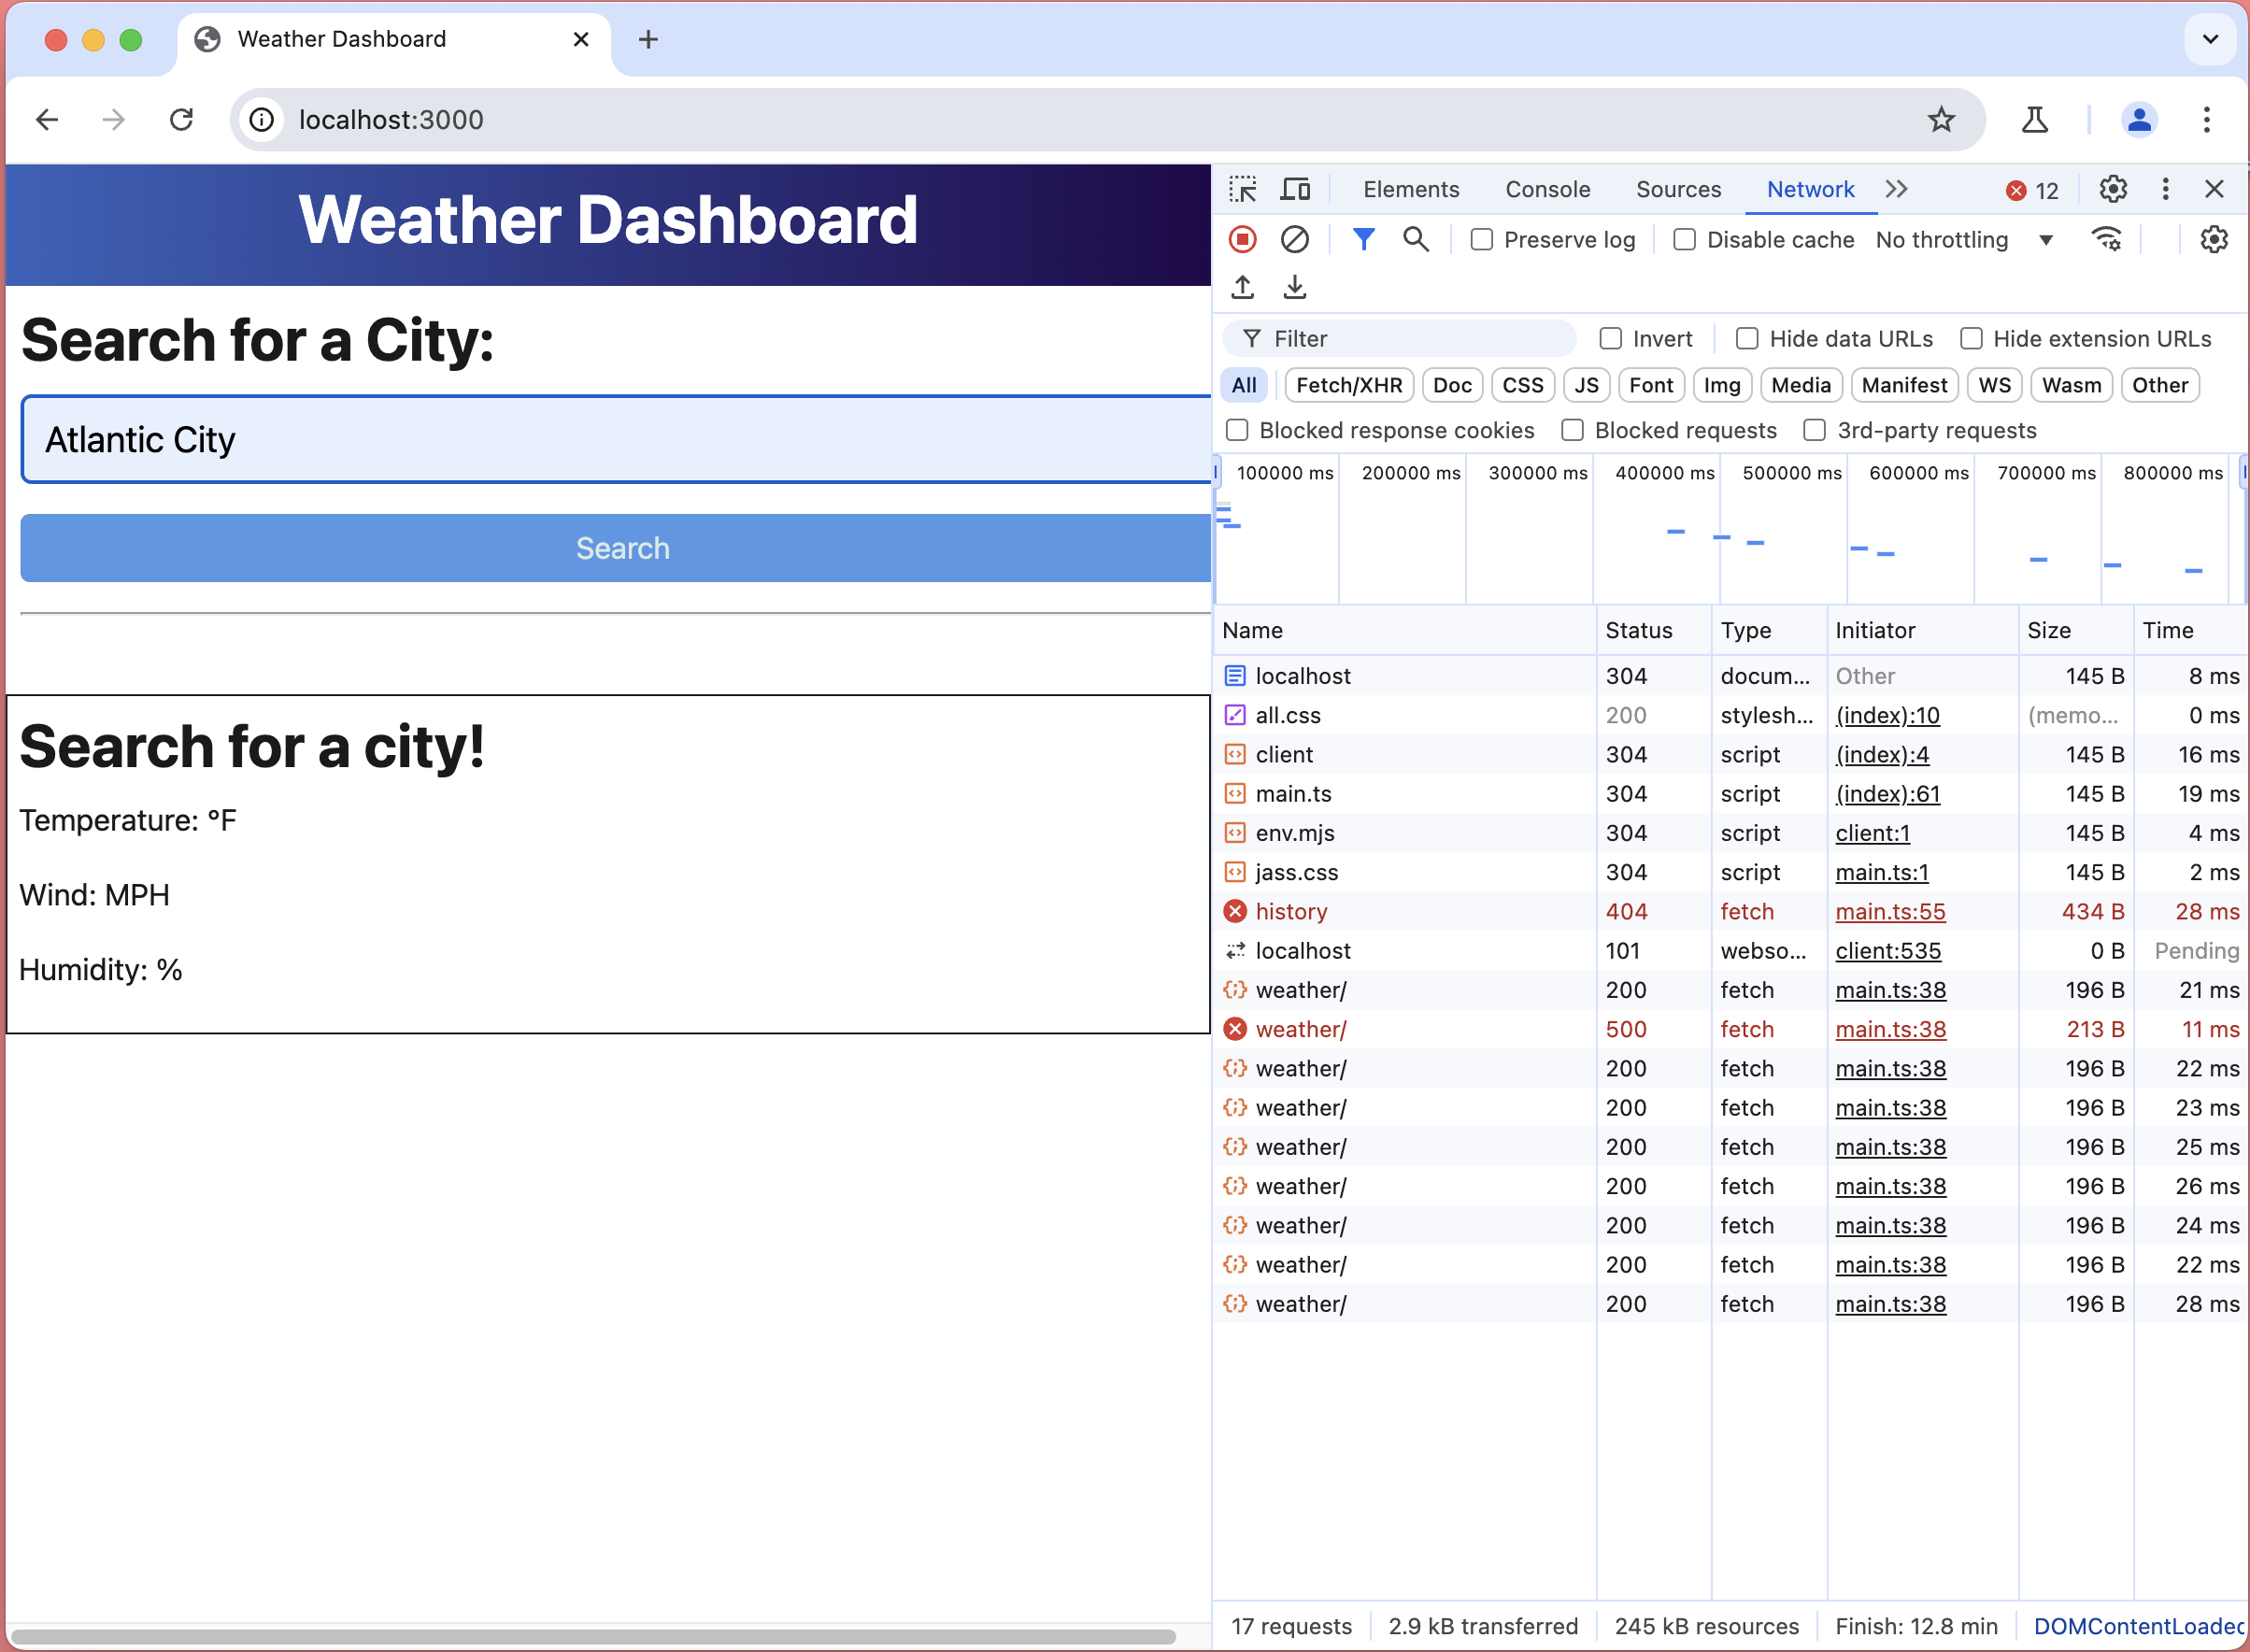 Weather Dashboard
localhost:3000
Weather Dashboard
Search for a City:
Atlantic City
Search
Search for a city!
Temperature: °F
Wind: MPH
Humidity: %
Elements Console Sources Network 12
Preserve log Disable cache No throttling
Filter Invert Hide data URLs Hide extension URLs
All Fetch/XHR Doc CSS JS Font Img Media Manifest WS Wasm Other
Blocked response cookies Blocked requests 3rd-party requests
100000 ms 200000 ms 300000 ms 400000 ms 500000 ms 600000 ms 700000 ms 800000 ms
Name Status Type Initiator Size Time
localhost 304 docum... Other 145 B 8 ms
all.css 200 stylesh... (index):10 (memo... 0 ms
client 304 script (index):4 145 B 16 ms
main.ts 304 script (index):61 145 B 19 ms
env.mjs 304 script client:1 145 B 4 ms
jass.css 304 script main.ts:1 145 B 2 ms
history 404 fetch main.ts:55 434 B 28 ms
localhost 101 webso... client:535 0 B Pending
weather/ 200 fetch main.ts:38 196 B 21 ms
weather/ 500 fetch main.ts:38 213 B 11 ms
weather/ 200 fetch main.ts:38 196 B 22 ms
weather/ 200 fetch main.ts:38 196 B 23 ms
weather/ 200 fetch main.ts:38 196 B 25 ms
weather/ 200 fetch main.ts:38 196 B 26 ms
weather/ 200 fetch main.ts:38 196 B 24 ms
weather/ 200 fetch main.ts:38 196 B 22 ms
weather/ 200 fetch main.ts:38 196 B 28 ms
17 requests 2.9 kB transferred 245 kB resources Finish: 12.8 min DOMContentLoaded